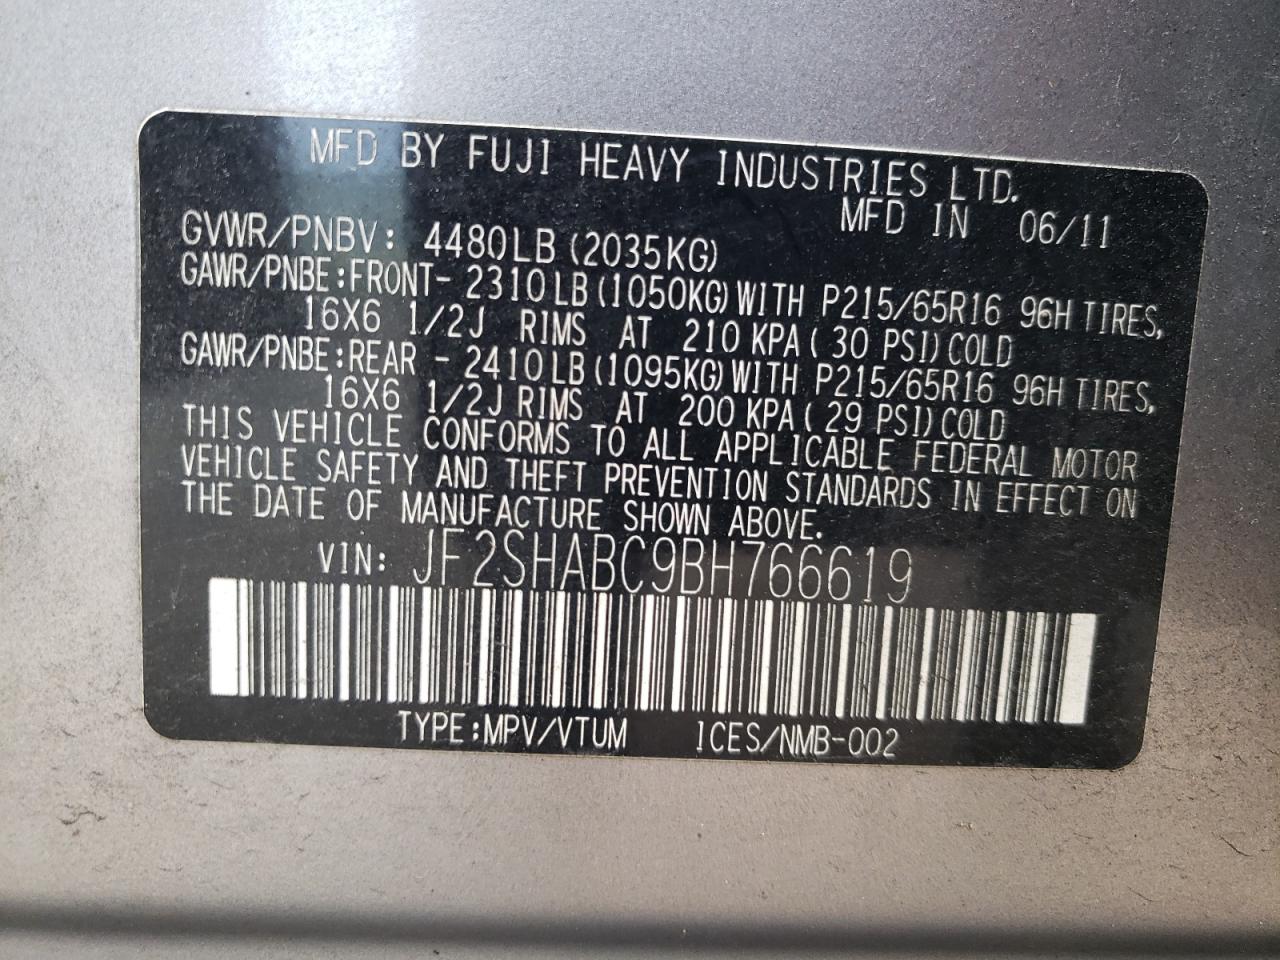 MFD BY FUJI HEAVY INDUSTRIES LTD.
MFD IN 06/11
GVWR/PNBV: 4480LB (2035KG)
GAWR/PNBE:FRONT- 2310LB (1050KG) WITH P215/65R16 96H TIRES,
16X6 1/2J RIMS AT 210 KPA ( 30 PSI) COLD
GAWR/PNBE:REAR - 2410LB (1095KG) WITH P215/65R16 96H TIRES,
16X6 1/2J RIMS AT 200 KPA ( 29 PSI) COLD
THIS VEHICLE CONFORMS TO ALL APPLICABLE FEDERAL MOTOR
VEHICLE SAFETY AND THEFT PREVENTION STANDARDS IN EFFECT ON
THE DATE OF MANUFACTURE SHOWN ABOVE.
VIN: JF2SHABC9BH766619
TYPE:MPV/VTUM ICES/NMB-002